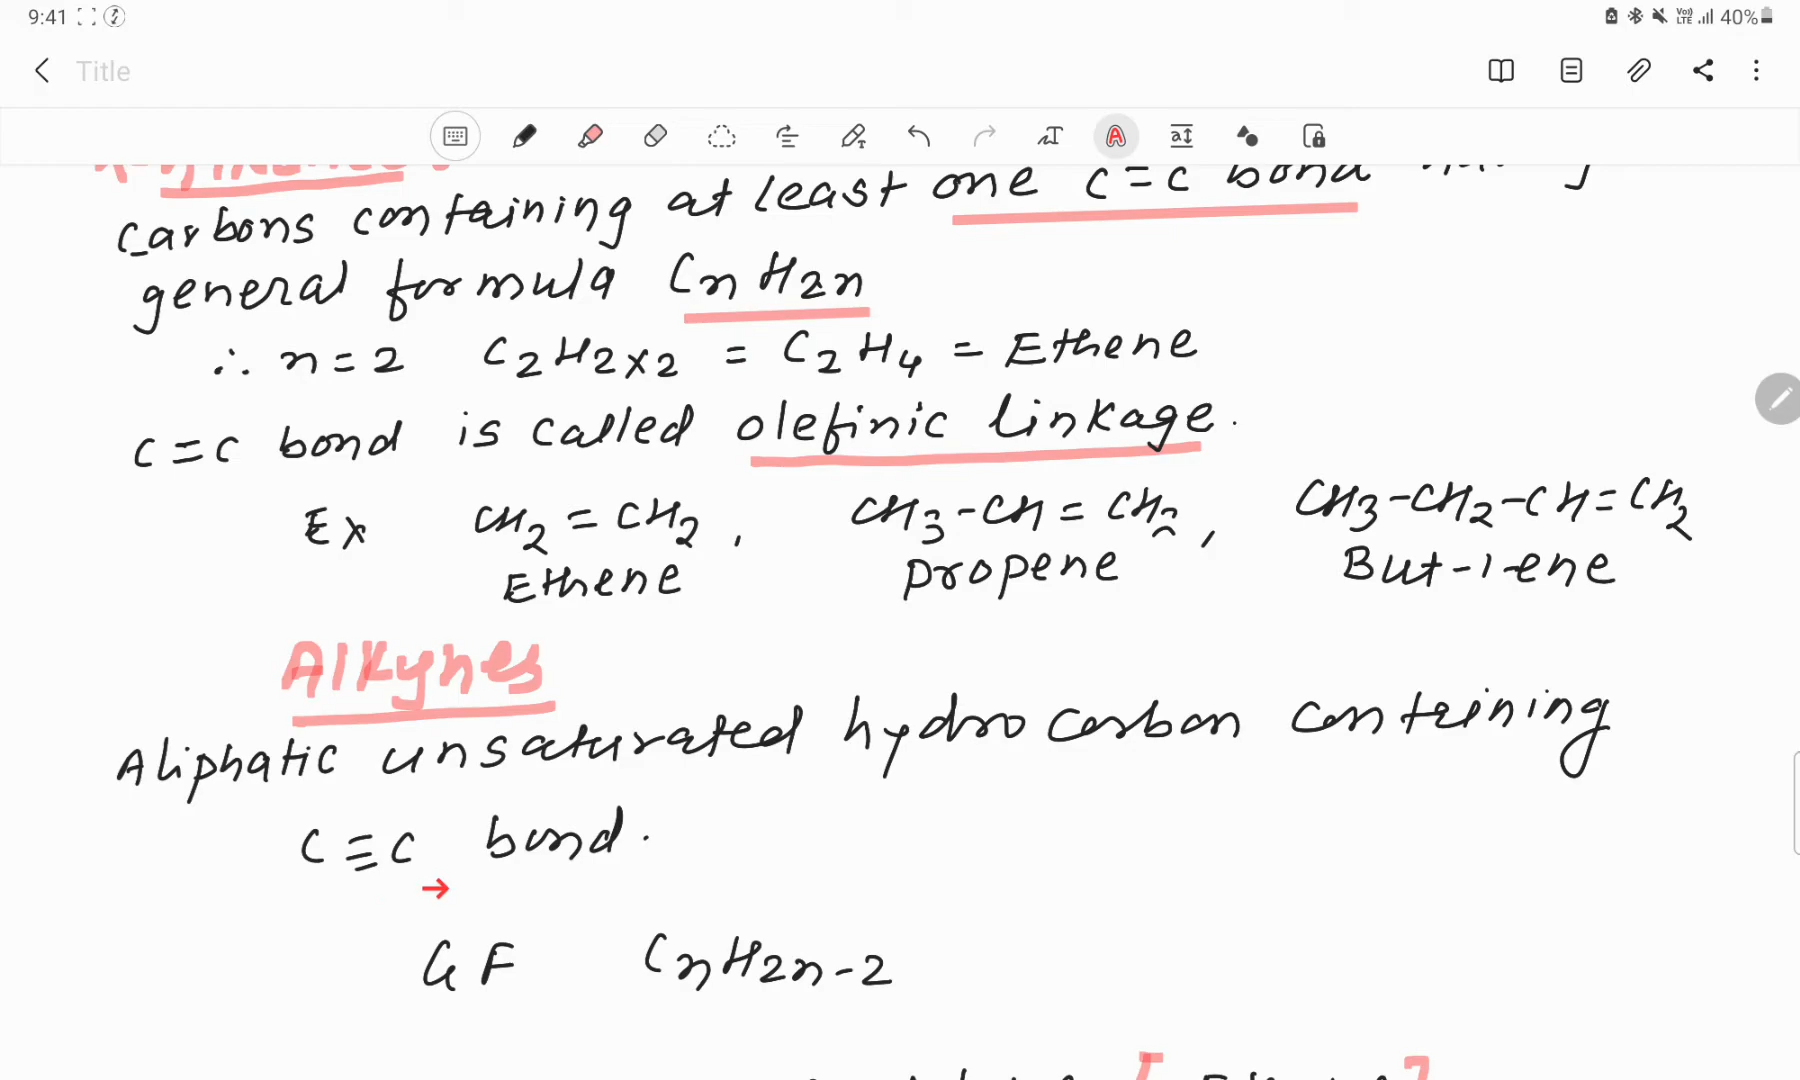 9:41
40%
Title
carbons containing at least one C=C bond
general formula CnH2n
∴ n=2 C2H2×2 = C2H4 = Ethene
C=C bond is called olefinic linkage.
Ex CH2=CH2, CH3-CH=CH2, CH3-CH2-CH=CH2
Ethene Propene But-1-ene
Alkynes
Aliphatic unsaturated hydrocarbon containing
C≡C bond.
→
GF CnH2n-2